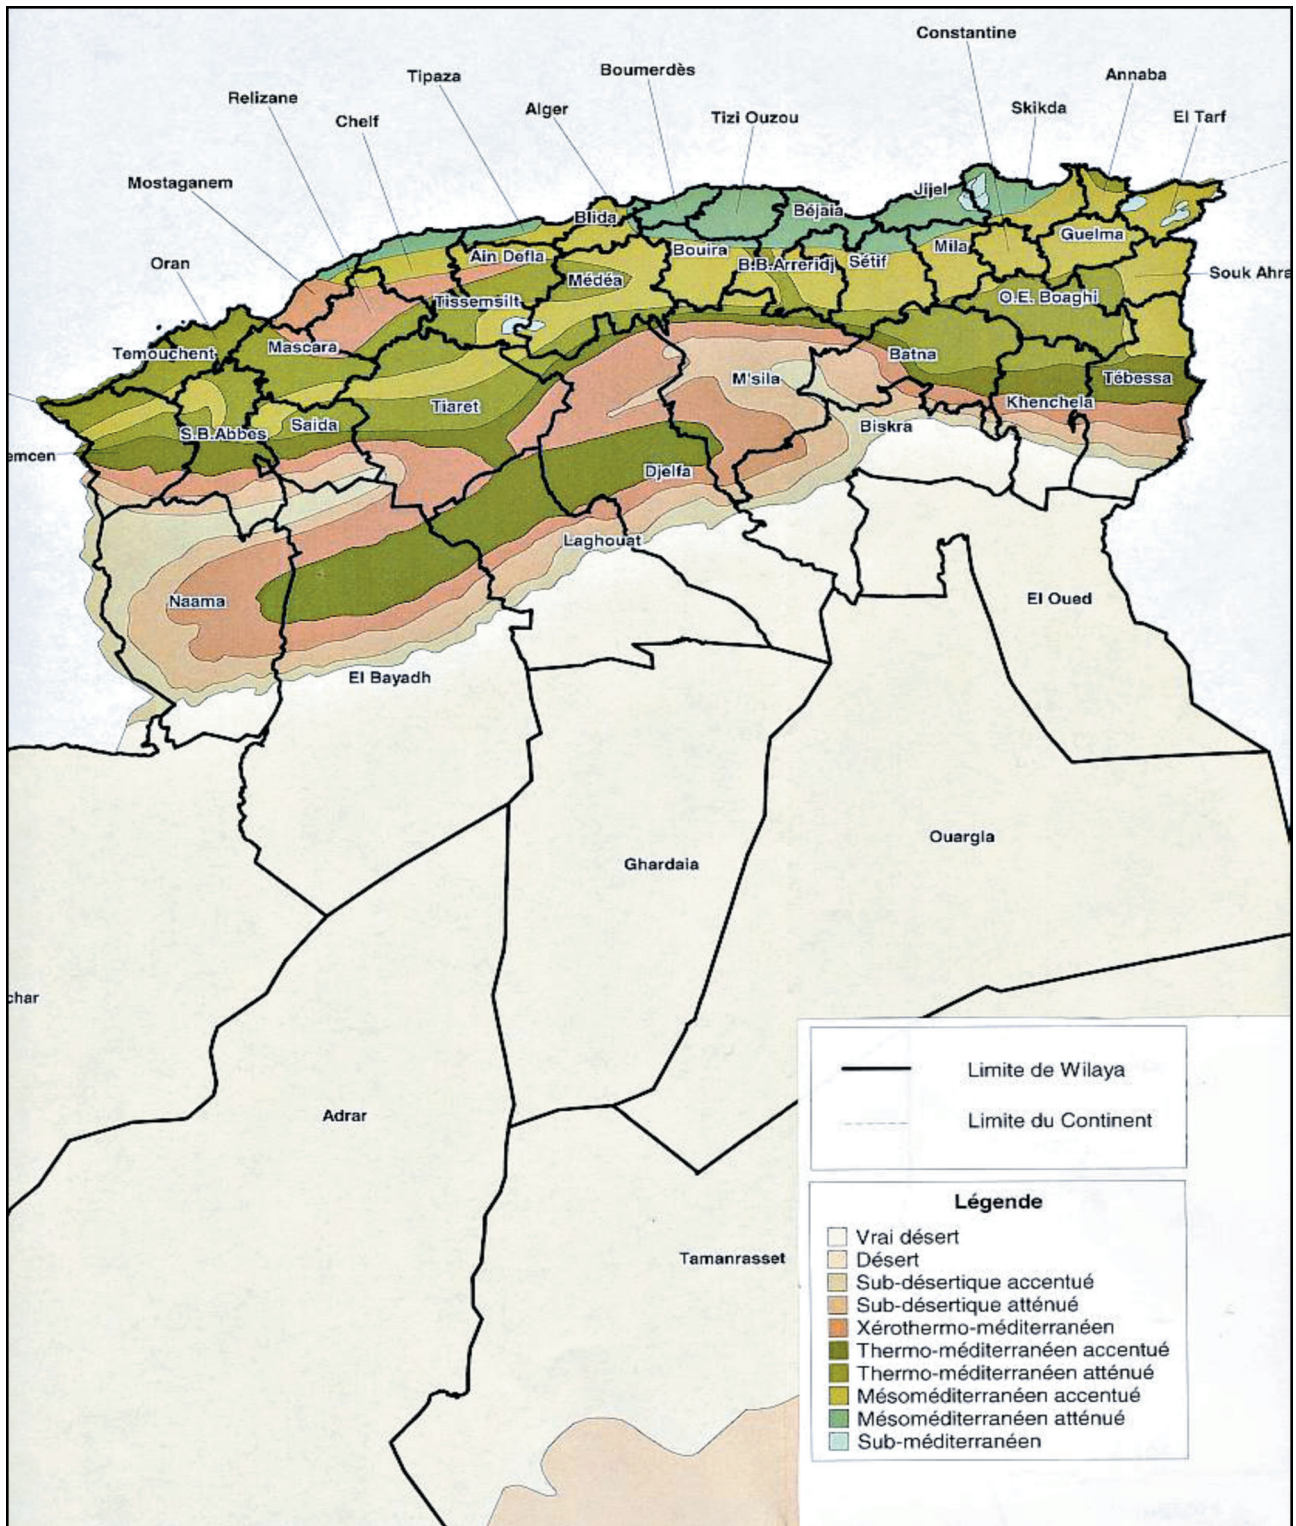 Constantine
Boumerdès
Annaba
Tipaza
Relizane
Alger
Skikda
Tizi Ouzou
El Tarf
Chelf
Mostaganem
Jijel
Béjaia
Blida
Guelma
Mila
Bouira
Ain Defla
Sétif
B.B.Arreridj
Oran
Souk Ahra
Médéa
O.E. Boaghi
Tissemsilt
Mascara
Temouchent
Batna
M'sila
Tébessa
Khenchela
Tiaret
Saida
Biskra
S.B.Abbes
emcen
Djelfa
Laghouat
El Oued
Naama
El Bayadh
Ouargla
Ghardaia
char
Adrar
Tamanrasset
Limite de Wilaya
Limite du Continent
Légende
Vrai désert
Désert
Sub-désertique accentué
Sub-désertique atténué
Xérothermo-méditerranéen
Thermo-méditerranéen accentué
Thermo-méditerranéen atténué
Mésoméditerranéen accentué
Mésoméditerranéen atténué
Sub-méditerranéen